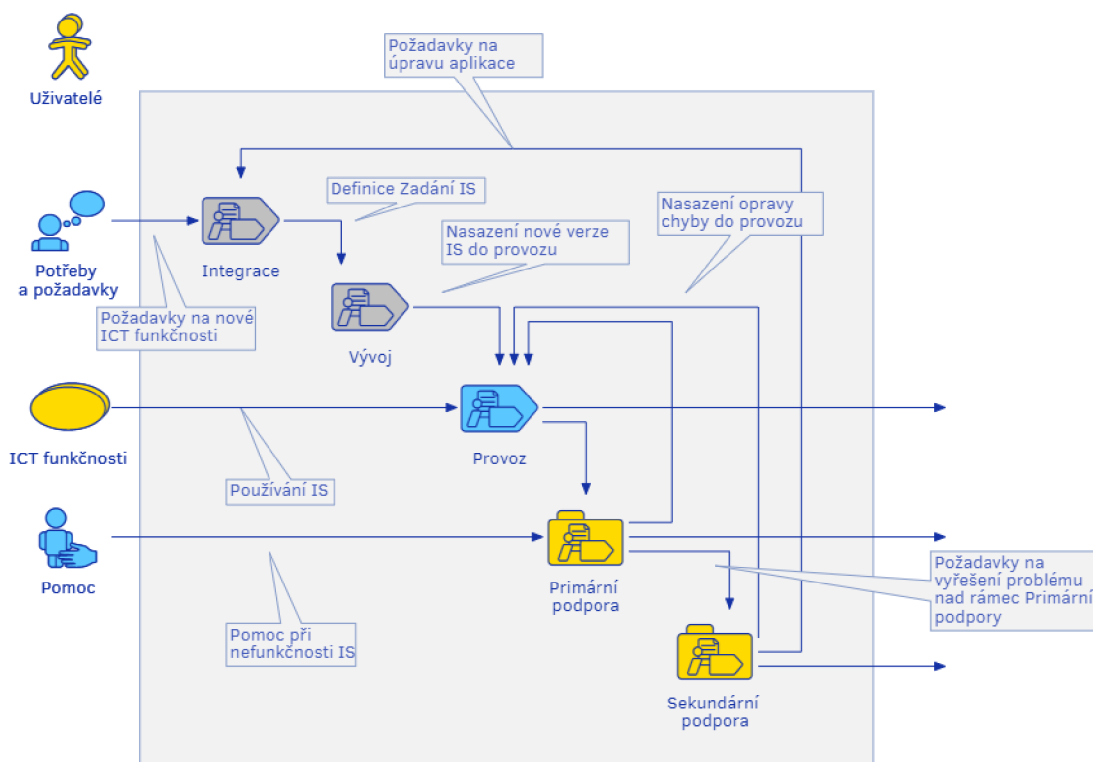 Požadavky na
úpravu aplikace
Uživatelé
Definice Zadání IS
Nasazení opravy
chyby do provozu
Nasazení nové verze
IS do provozu
Integrace
Potřeby
a požadavky
Požadavky na nové
ICT funkčnosti
Vývoj
ICT funkčnosti
Provoz
Používání IS
Pomoc
Primární
podpora
Požadavky na
vyřešení problému
nad rámec Primární
podpory
Pomoc při
nefunkčnosti IS
Sekundární
podpora